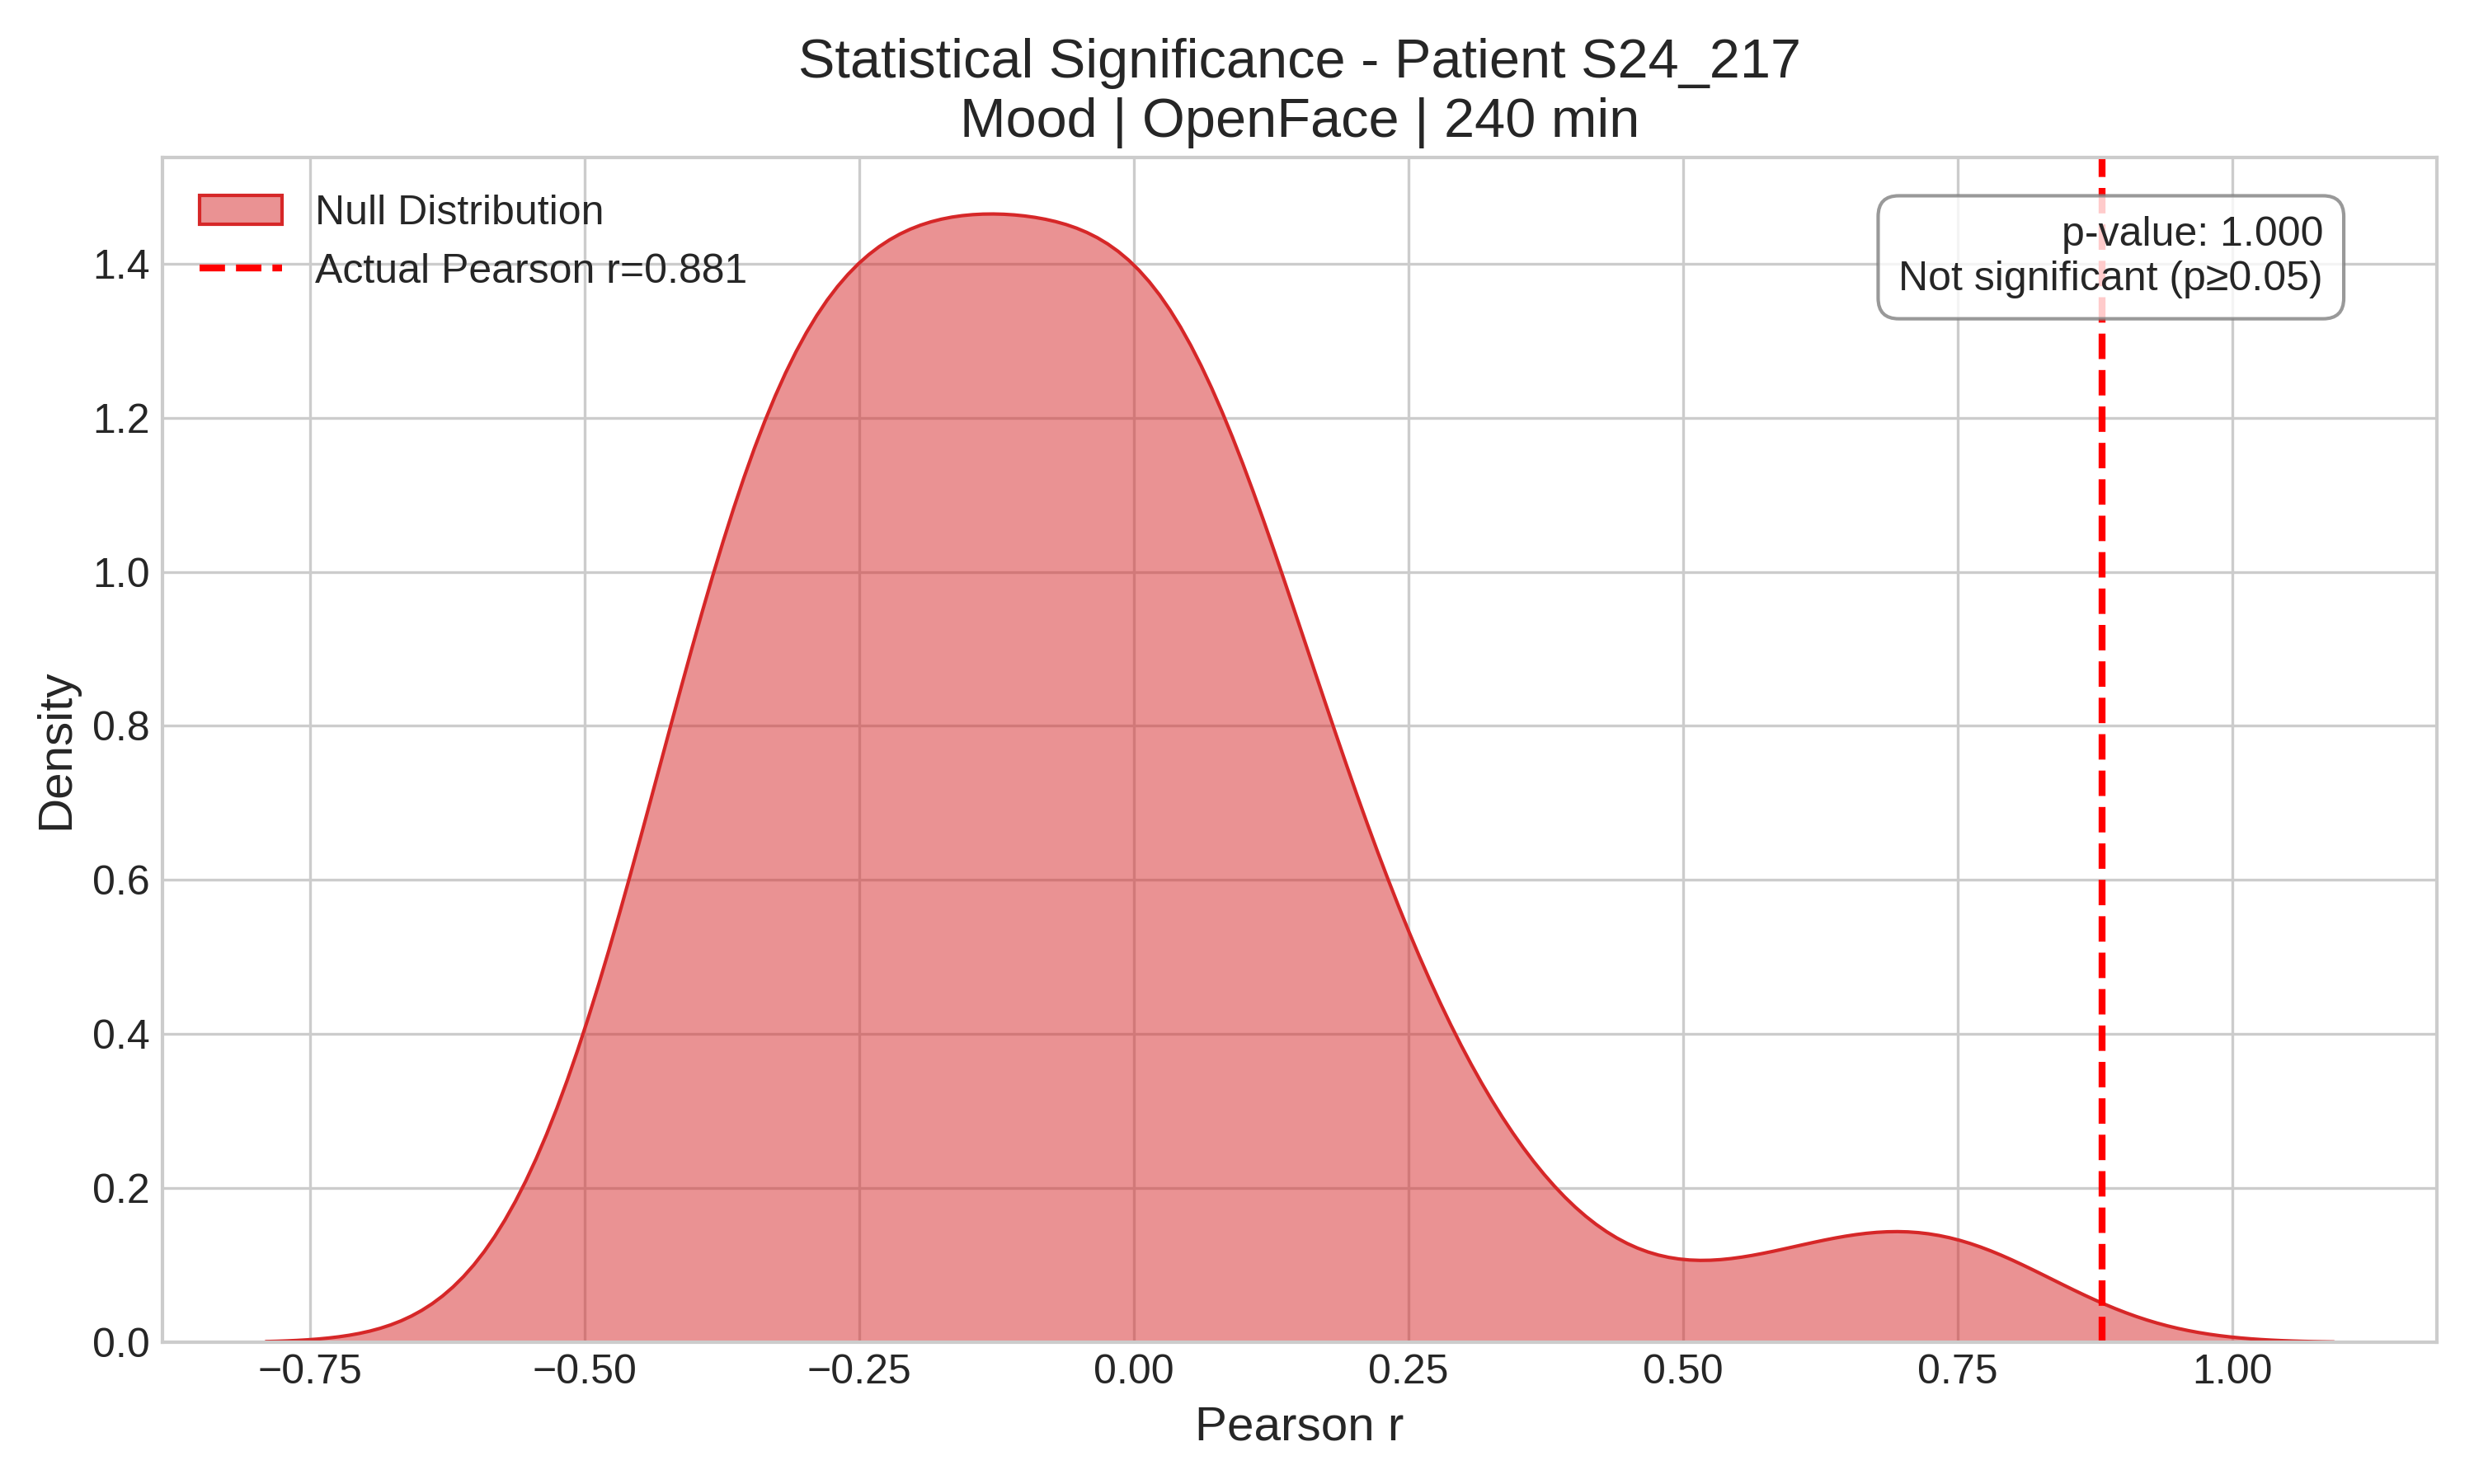 Statistical Significance - Patient S24_217
Mood | OpenFace | 240 min
Null Distribution
Actual Pearson r=0.881
p-value: 1.000
Not significant (p≥0.05)
Density
1.4
1.2
1.0
0.8
0.6
0.4
0.2
0.0
−0.75 −0.50 −0.25 0.00 0.25 0.50 0.75 1.00
Pearson r